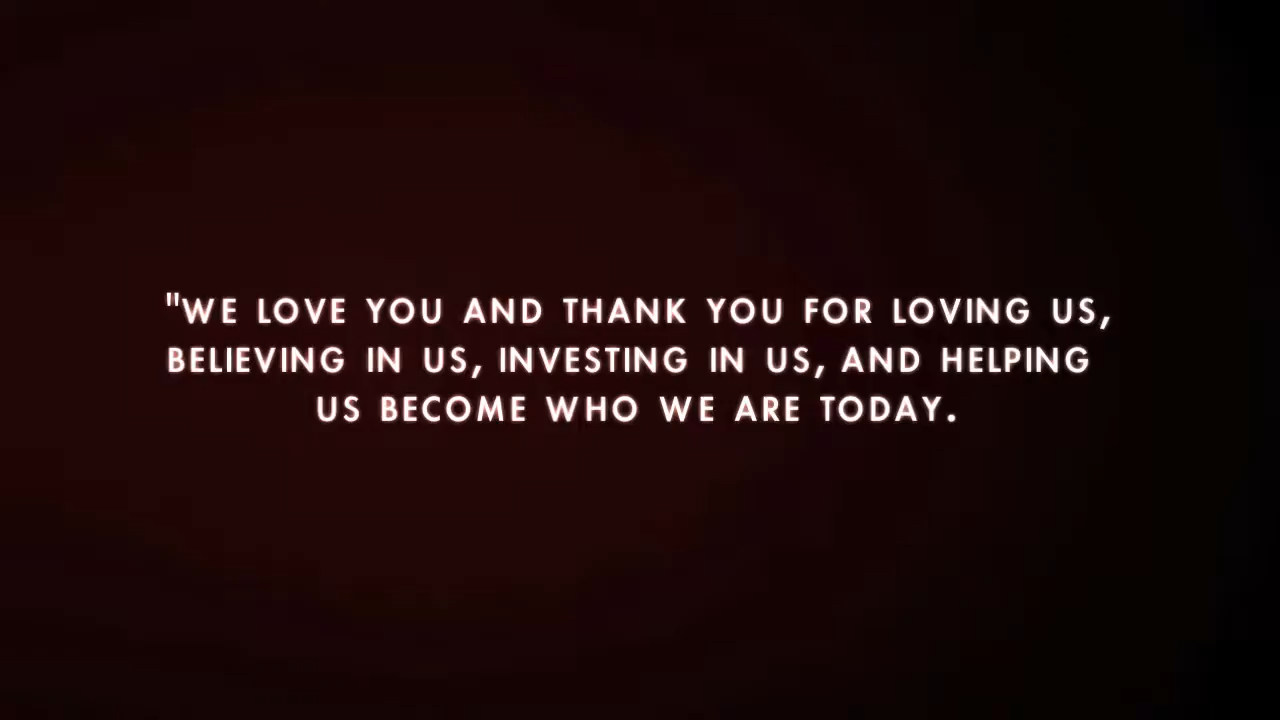 "WE LOVE YOU AND THANK YOU FOR LOVING US,
BELIEVING IN US, INVESTING IN US, AND HELPING
US BECOME WHO WE ARE TODAY.